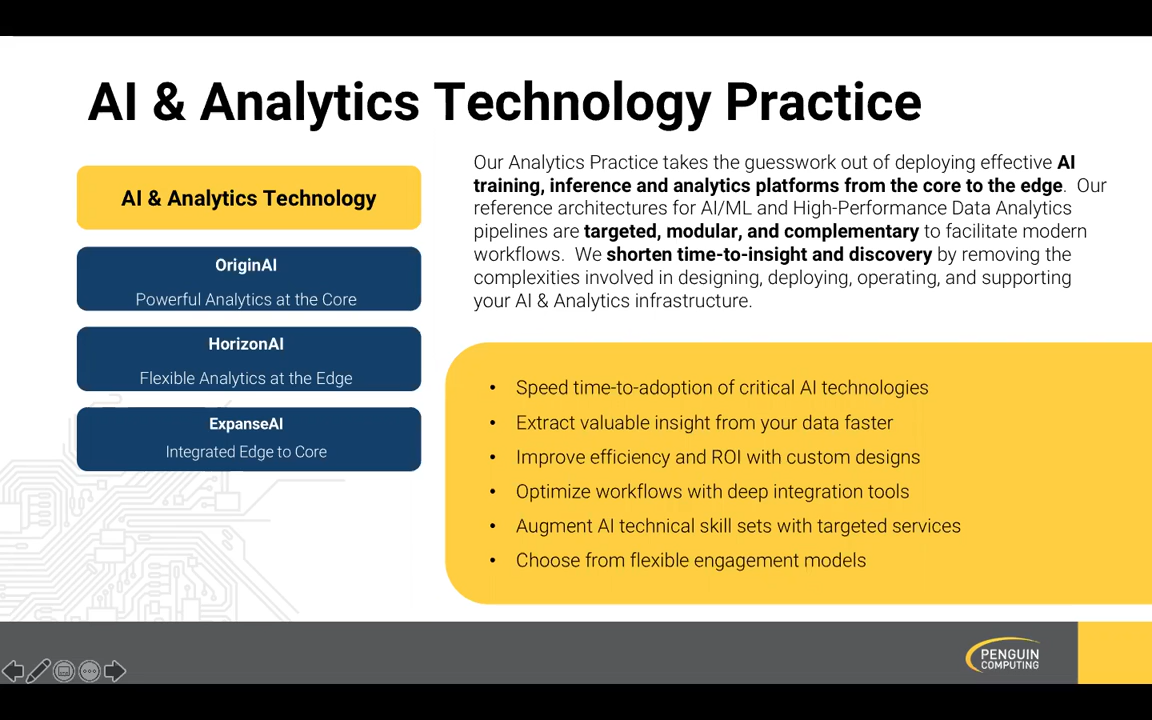 AI & Analytics Technology Practice
AI & Analytics Technology
OriginAI
Powerful Analytics at the Core
HorizonAI
Flexible Analytics at the Edge
ExpanseAI
Integrated Edge to Core
Our Analytics Practice takes the guesswork out of deploying effective AI
training, inference and analytics platforms from the core to the edge.  Our
reference architectures for AI/ML and High-Performance Data Analytics
pipelines are targeted, modular, and complementary to facilitate modern
workflows.  We shorten time-to-insight and discovery by removing the
complexities involved in designing, deploying, operating, and supporting
your AI & Analytics infrastructure.
• Speed time-to-adoption of critical AI technologies
• Extract valuable insight from your data faster
• Improve efficiency and ROI with custom designs
• Optimize workflows with deep integration tools
• Augment AI technical skill sets with targeted services
• Choose from flexible engagement models
PENGUIN
COMPUTING